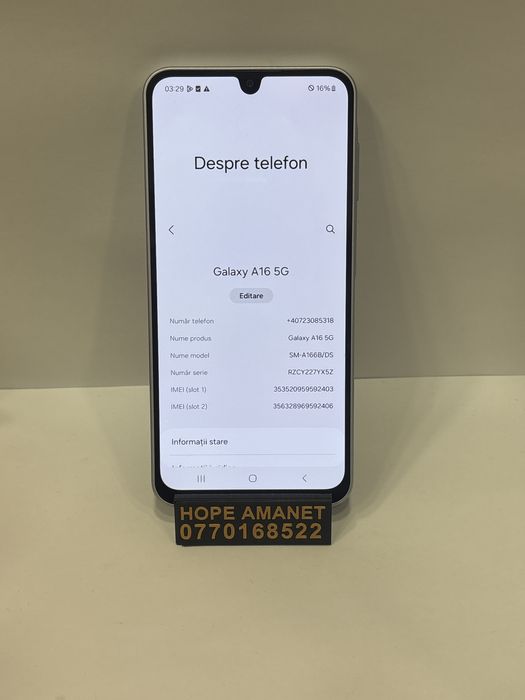 03:29
16%
Despre telefon
Galaxy A16 5G
Editare
Număr telefon +40723085318
Nume produs Galaxy A16 5G
Nume model SM-A166B/DS
Număr serie RZCY227YX5Z
IMEI (slot 1) 353520959592403
IMEI (slot 2) 356328969592406
Informații stare
HOPE AMANET
0770168522